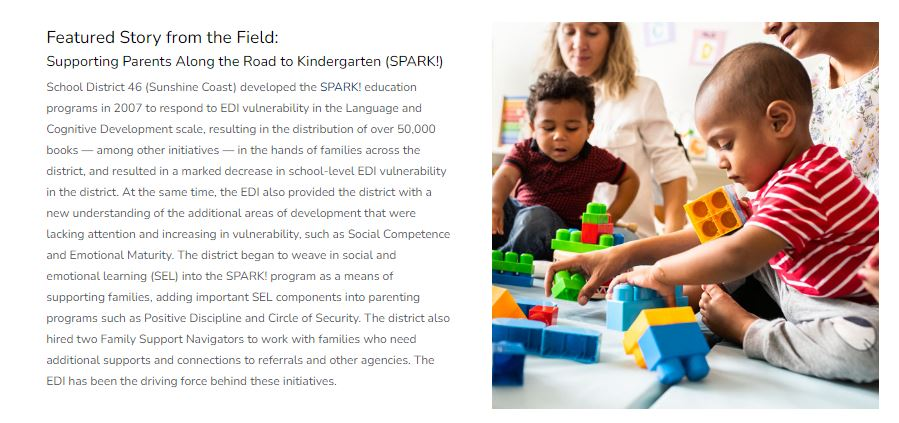 Featured Story from the Field:
Supporting Parents Along the Road to Kindergarten (SPARK!)
School District 46 (Sunshine Coast) developed the SPARK! education
programs in 2007 to respond to EDI vulnerability in the Language and
Cognitive Development scale, resulting in the distribution of over 50,000
books — among other initiatives — in the hands of families across the
district, and resulted in a marked decrease in school-level EDI vulnerability
in the district. At the same time, the EDI also provided the district with a
new understanding of the additional areas of development that were
lacking attention and increasing in vulnerability, such as Social Competence
and Emotional Maturity. The district began to weave in social and
emotional learning (SEL) into the SPARK! program as a means of
supporting families, adding important SEL components into parenting
programs such as Positive Discipline and Circle of Security. The district also
hired two Family Support Navigators to work with families who need
additional supports and connections to referrals and other agencies. The
EDI has been the driving force behind these initiatives.